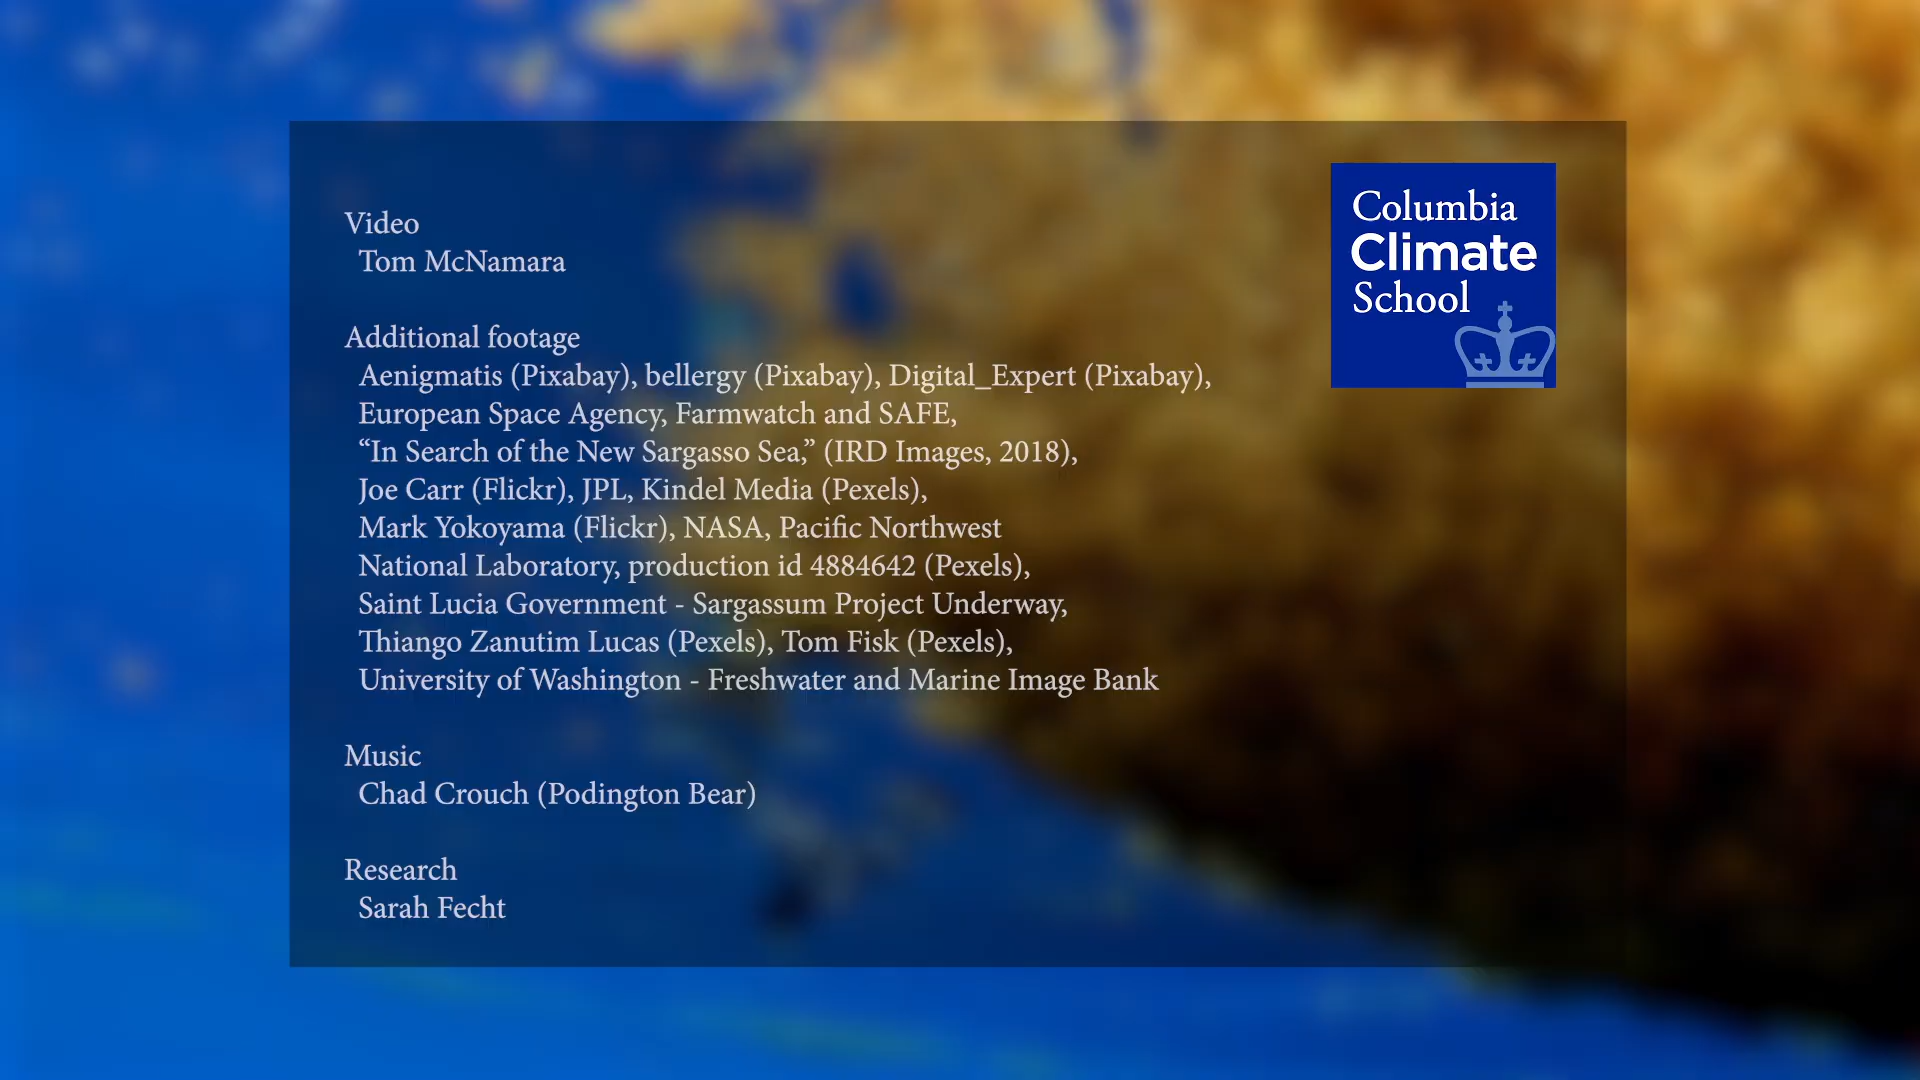 Columbia
Climate
School
Video
Tom McNamara
Additional footage
Aenigmatis (Pixabay), bellergy (Pixabay), Digital_Expert (Pixabay),
European Space Agency, Farmwatch and SAFE,
“In Search of the New Sargasso Sea,” (IRD Images, 2018),
Joe Carr (Flickr), JPL, Kindel Media (Pexels),
Mark Yokoyama (Flickr), NASA, Pacific Northwest
National Laboratory, production id 4884642 (Pexels),
Saint Lucia Government - Sargassum Project Underway,
Thiango Zanutim Lucas (Pexels), Tom Fisk (Pexels),
University of Washington - Freshwater and Marine Image Bank
Music
Chad Crouch (Podington Bear)
Research
Sarah Fecht